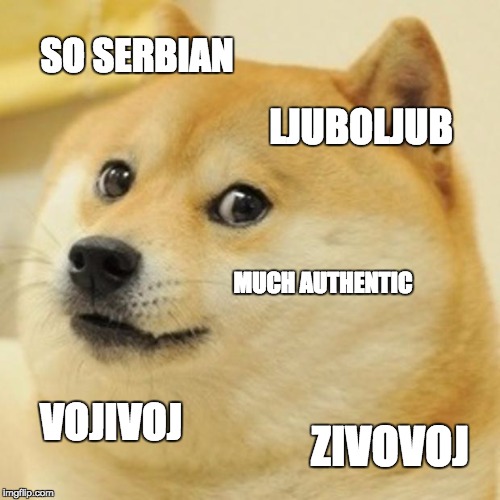 SO SERBIAN
LJUBOLJUB
MUCH AUTHENTIC
VOJIVOJ
ZIVOVOJ
imgflip.com